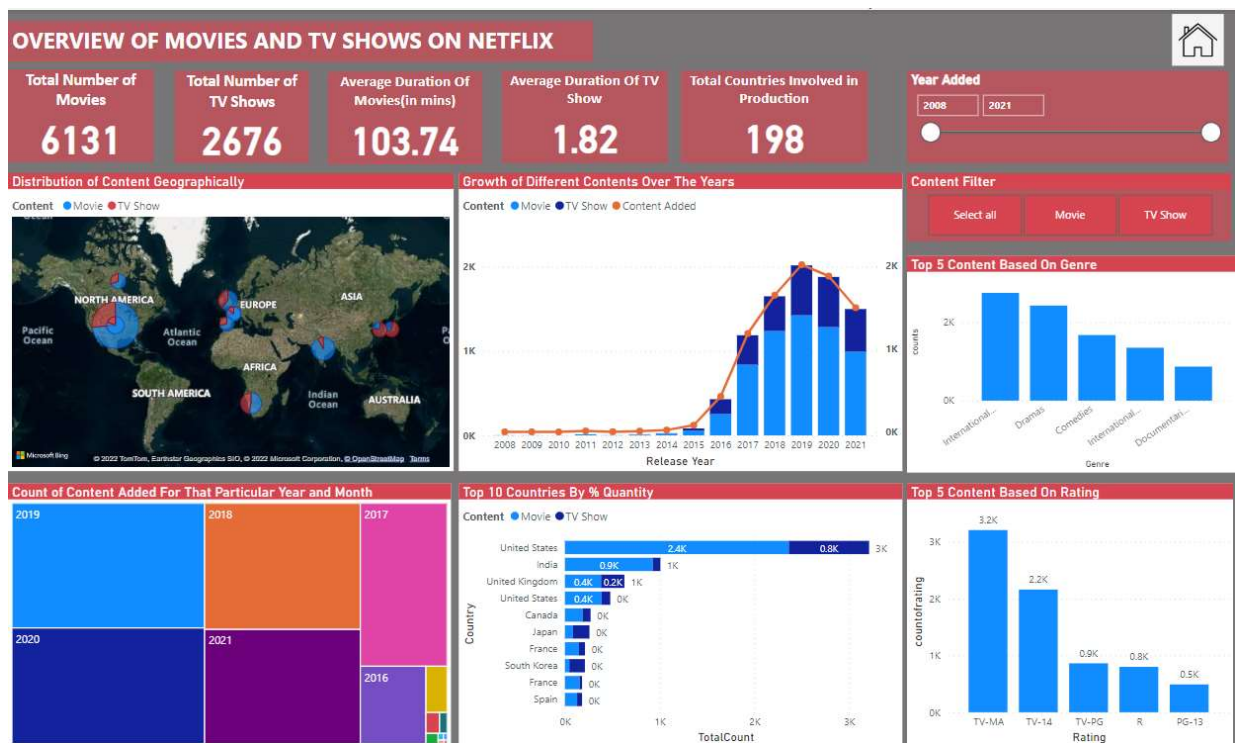 OVERVIEW OF MOVIES AND TV SHOWS ON NETFLIX
Total Number of
Movies
6131
Total Number of
TV Shows
2676
Average Duration Of
Movies(in mins)
103.74
Average Duration Of TV
Show
1.82
Total Countries Involved in
Production
198
Year Added
2008
2021
Distribution of Content Geographically
Content Movie TV Show
NORTH AMERICA
EUROPE
ASIA
Pacific
Ocean
Atlantic
Ocean
AFRICA
SOUTH AMERICA
Indian
Ocean
AUSTRALIA
Microsoft Bing
© 2022 TomTom, Earthstar Geographics SIO, © 2022 Microsoft Corporation, © OpenStreetMap Terms
Growth of Different Contents Over The Years
Content Movie TV Show Content Added
2K 2K
1K 1K
0K 0K
2008 2009 2010 2011 2012 2013 2014 2015 2016 2017 2018 2019 2020 2021
Release Year
Content Filter
Select all
Movie
TV Show
Top 5 Content Based On Genre
counts
2K
0K
International...
Dramas
Comedies
International...
Documentari...
Genre
Count of Content Added For That Particular Year and Month
2019
2018
2017
2020
2021
2016
Top 10 Countries By % Quantity
Content Movie TV Show
Country
United States 2.4K 0.8K 3K
India 0.9K 1K
United Kingdom 0.4K 0.2K 1K
United States 0.4K 0K
Canada 0K
Japan 0K
France 0K
South Korea 0K
France 0K
Spain 0K
0K 1K 2K 3K
TotalCount
Top 5 Content Based On Rating
countofrating
3K
2K
1K
0K
3.2K
2.2K
0.9K
0.8K
0.5K
TV-MA TV-14 TV-PG R PG-13
Rating